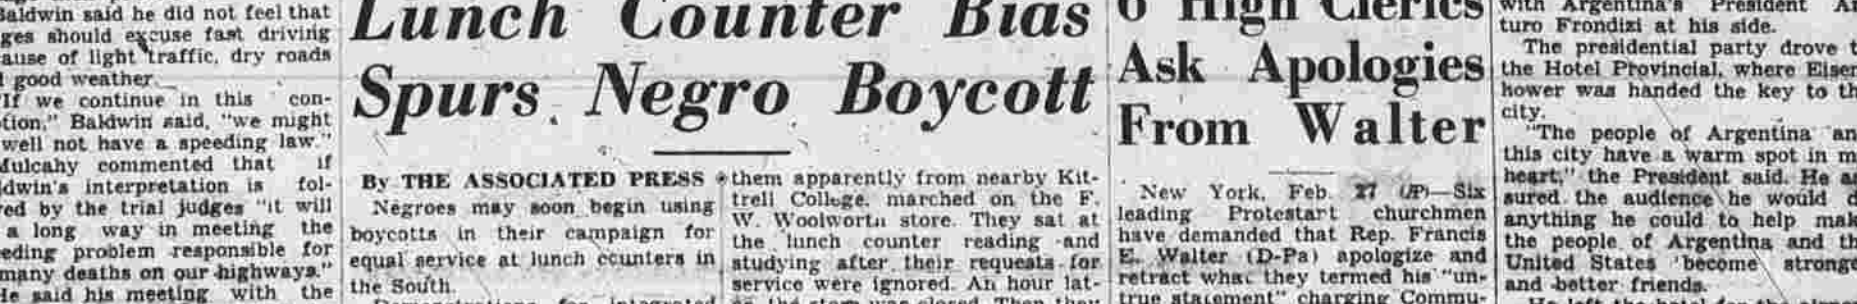 Baldwin said he did not feel that
should excuse fast driving
of light traffic, dry roads
good weather.
"If we continue in this con-
Baldwin said, "we might
well not have a speeding law."
Mulcahy commented that if
interpretation is fol-
by the trial judges "it will
a long way in meeting the
problem responsible for
many deaths on our highways."
He said his meeting with the
Lunch Counter Bias
Spurs Negro Boycott
By THE ASSOCIATED PRESS
Negroes may soon begin using
boycotts in their campaign for
equal service at lunch counters in
the South.
them apparently from nearby Kit-
trell College, marched on the F.
W. Woolworth store. They sat at
the lunch counter reading and
studying after their requests for
service were ignored. An hour lat-
6 High Clerics
Ask Apologies
From Walter
New York, Feb. 27 (AP)—Six
leading Protestant churchmen
have demanded that Rep. Francis
E. Walter (D-Pa) apologize and
retract what they termed his "un-
true statement" charging Commu-
with Argentina's President
turo Frondizi at his side.
The presidential party drove
the Hotel Provincial, where Eisen
hower was handed the key to
city.
"The people of Argentina
this city have a warm spot in
heart," the President said. He
sured the audience he would
anything he could to help
the people of Argentina and
United States become
and better friends.